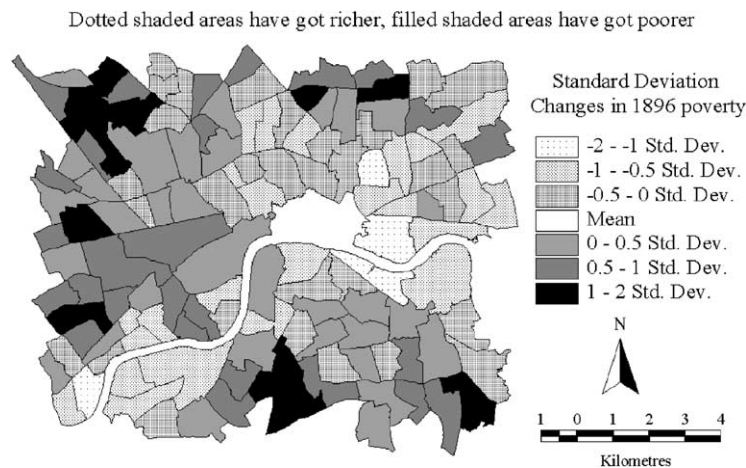 Dotted shaded areas have got richer, filled shaded areas have got poorer
Standard Deviation
Changes in 1896 poverty
-2 - -1 Std. Dev.
-1 - -0.5 Std. Dev.
-0.5 - 0 Std. Dev.
Mean
0 - 0.5 Std. Dev.
0.5 - 1 Std. Dev.
1 - 2 Std. Dev.
N
1 0 1 2 3 4
Kilometres